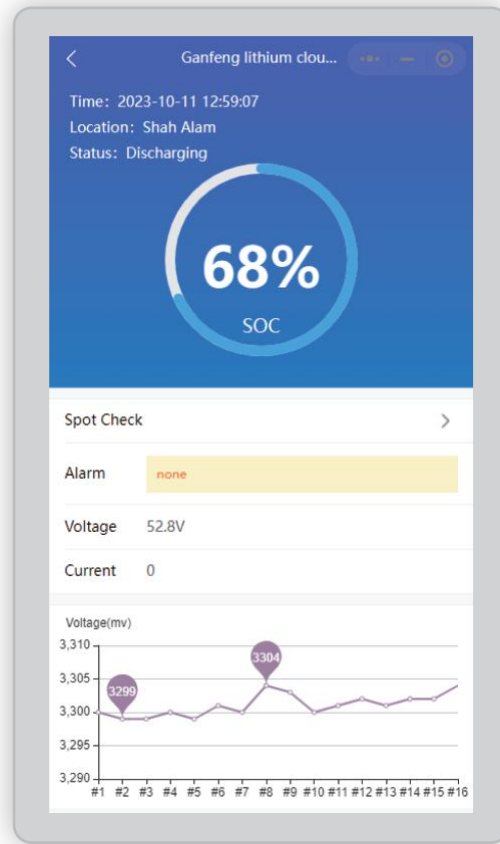 Ganfeng lithium clou...
Time: 2023-10-11 12:59:07
Location: Shah Alam
Status: Discharging
68%
SOC
Spot Check
Alarm none
Voltage 52.8V
Current 0
Voltage(mv)
3,310
3,305
3,300
3,295
3,290
3299
3304
#1 #2 #3 #4 #5 #6 #7 #8 #9 #10 #11 #12 #13 #14 #15 #16